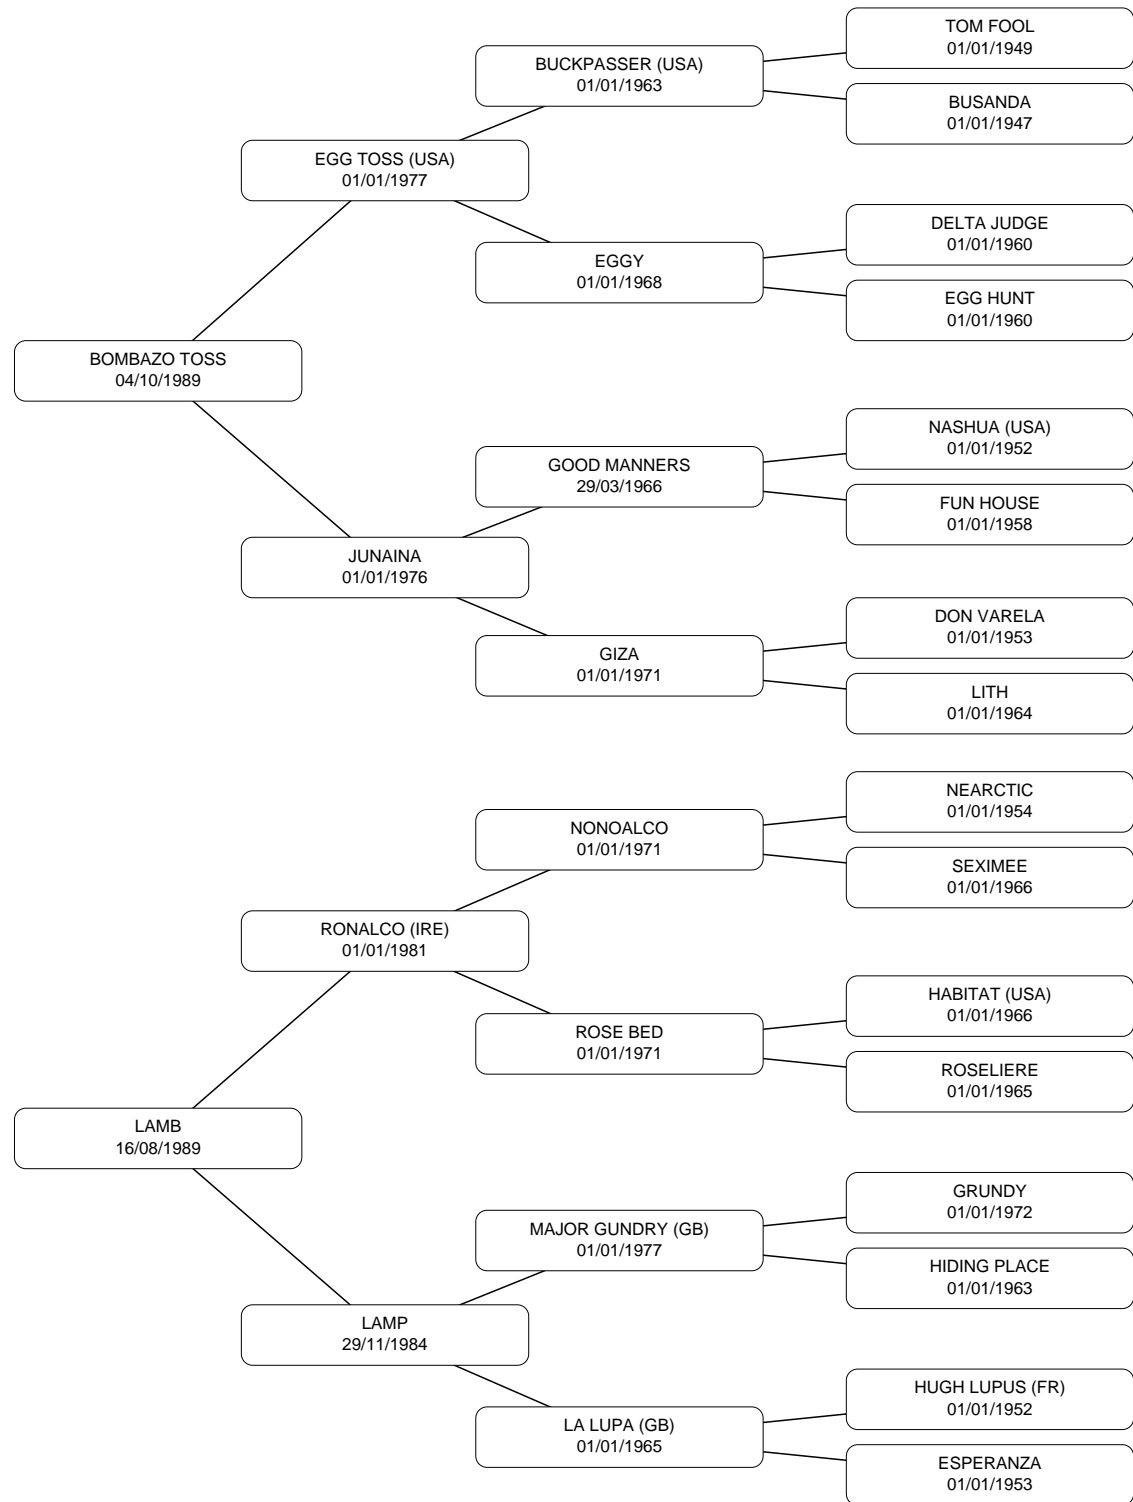 TOM FOOL
01/01/1949
BUCKPASSER (USA)
01/01/1963
BUSANDA
01/01/1947
EGG TOSS (USA)
01/01/1977
DELTA JUDGE
01/01/1960
EGGY
01/01/1968
EGG HUNT
01/01/1960
BOMBAZO TOSS
04/10/1989
NASHUA (USA)
01/01/1952
GOOD MANNERS
29/03/1966
FUN HOUSE
01/01/1958
JUNAINA
01/01/1976
DON VARELA
01/01/1953
GIZA
01/01/1971
LITH
01/01/1964
NEARCTIC
01/01/1954
NONOALCO
01/01/1971
SEXIMEE
01/01/1966
RONALCO (IRE)
01/01/1981
HABITAT (USA)
01/01/1966
ROSE BED
01/01/1971
ROSELIERE
01/01/1965
LAMB
16/08/1989
GRUNDY
01/01/1972
MAJOR GUNDRY (GB)
01/01/1977
HIDING PLACE
01/01/1963
LAMP
29/11/1984
HUGH LUPUS (FR)
01/01/1952
LA LUPA (GB)
01/01/1965
ESPERANZA
01/01/1953